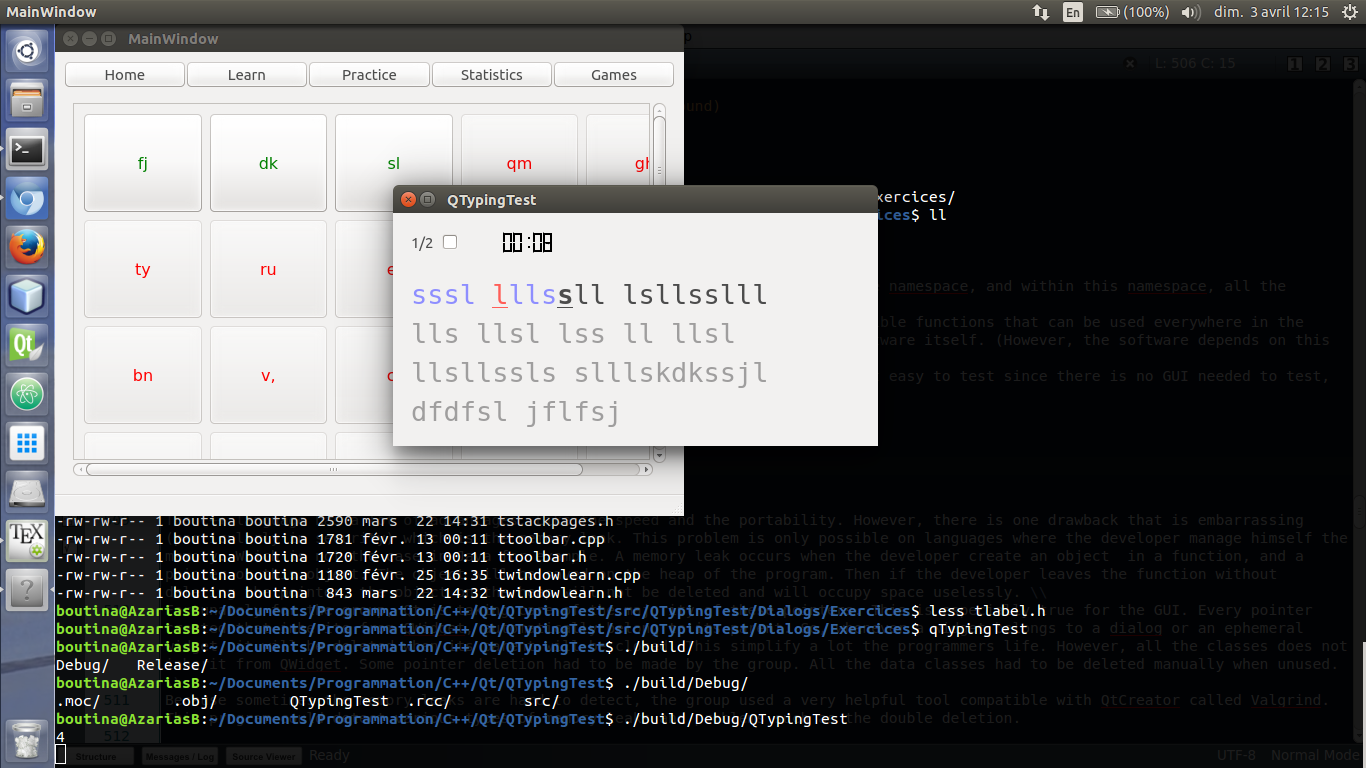 MainWindow
En (100%) dim. 3 avril 12:15
MainWindow
L: 506 C: 15 1 2 3
Home Learn Practice Statistics Games
fj dk sl qm
ty ru
bn v,
xercices/
ices$ ll
QTypingTest
1/2 00:08
sssl lllssll lsllsslll
lls llsl lss ll llsl
llsllssls slllskdkssjl
dfdfsl jflfsj
namespace, and within this namespace, all the
ble functions that can be used everywhere in the
ware itself. (However, the software depends on this
easy to test since there is no GUI needed to test,
speed and the portability. However, there is one drawback that is embarrassing
. This problem is only possible on languages where the developer manage himself the
A memory leak occurs when the developer create an object in a function, and a
the heap of the program. Then if the developer leaves the function without
be deleted and will occupy space uselessly. \\
-rw-rw-r-- 1 boutina boutina 2590 mars 22 14:31 tstackpages.h
-rw-rw-r-- 1 boutina boutina 1781 févr. 13 00:11 ttoolbar.cpp
-rw-rw-r-- 1 boutina boutina 1720 févr. 13 00:11 ttoolbar.h
-rw-rw-r-- 1 boutina boutina 1180 févr. 25 16:35 twindowlearn.cpp
-rw-rw-r-- 1 boutina boutina 843 mars 22 14:32 twindowlearn.h
boutina@AzariasB:~/Documents/Programmation/C++/Qt/QTypingTest/src/QTypingTest/Dialogs/Exercices$ less tlabel.h
rue for the GUI. Every pointer
boutina@AzariasB:~/Documents/Programmation/C++/Qt/QTypingTest/src/QTypingTest/Dialogs/Exercices$ qTypingTest
ngs to a dialog or an ephemeral
boutina@AzariasB:~/Documents/Programmation/C++/Qt/QTypingTest$ ./build/
his simplify a lot the programmers life. However, all the classes does not
Debug/ Release/
it from QWidget. Some pointer deletion had to be made by the group. All the data classes had to be deleted manually when unused.
boutina@AzariasB:~/Documents/Programmation/C++/Qt/QTypingTest$ ./build/Debug/
.moc/ .obj/ QTypingTest .rcc/ src/
511 detect, the group used a very helpful tool compatible with QtCreator called Valgrind.
boutina@AzariasB:~/Documents/Programmation/C++/Qt/QTypingTest$ ./build/Debug/QTypingTest
the double deletion.
4
512
Structure Messages / Log Source Viewer Ready UTF-8 Normal Mode
TEX
Qt